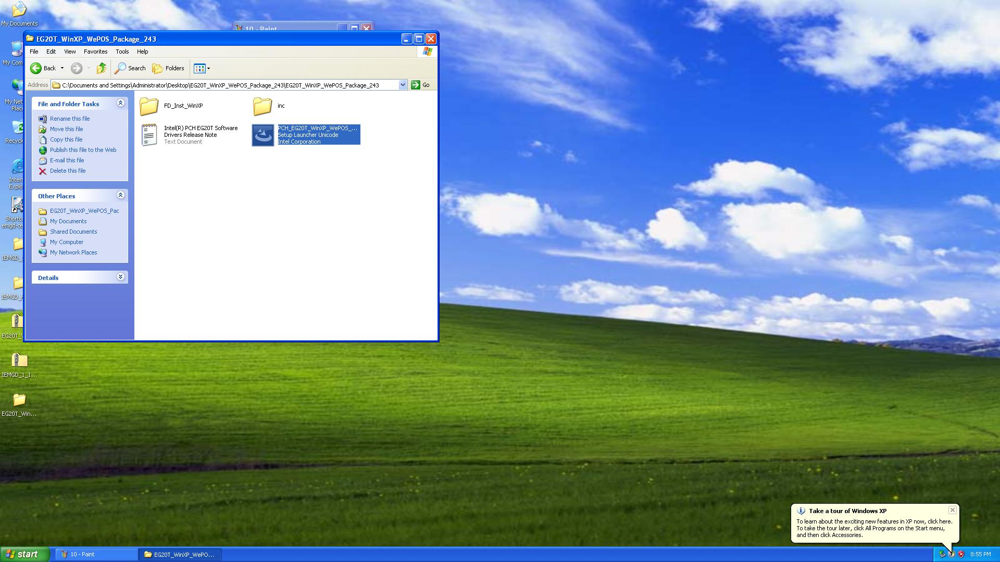 My Documents
10 - Paint
EG20T_WinXP_WePOS_Package_243
File Edit View Favorites Tools Help
Back Search Folders
Address C:\Documents and Settings\Administrator\Desktop\EG20T_WinXP_WePOS_Package_243\EG20T_WinXP_WePOS_Package_243 Go
File and Folder Tasks
Rename this file
Move this file
Copy this file
Publish this file to the Web
E-mail this file
Delete this file
Other Places
EG20T_WinXP_WePOS_Pac
My Documents
Shared Documents
My Computer
My Network Places
Details
FD_Inst_WinXP
inc
Intel(R) PCH EG20T Software
Drivers Release Note
Text Document
PCH_EG20T_WinXP_WePOS_...
Setup Launcher Unicode
Intel Corporation
My Com
My Net
Place
Recycl
Inter
Explo
Shortc
emgd-ce
IEMGD_
IEMGD_H
EG20T_
IEMGD_1_1...
EG20T_Win...
Take a tour of Windows XP
To learn about the exciting new features in XP now, click here.
To take the tour later, click All Programs on the Start menu,
and then click Accessories.
start
10 - Paint
EG20T_WinXP_WePO...
8:55 PM